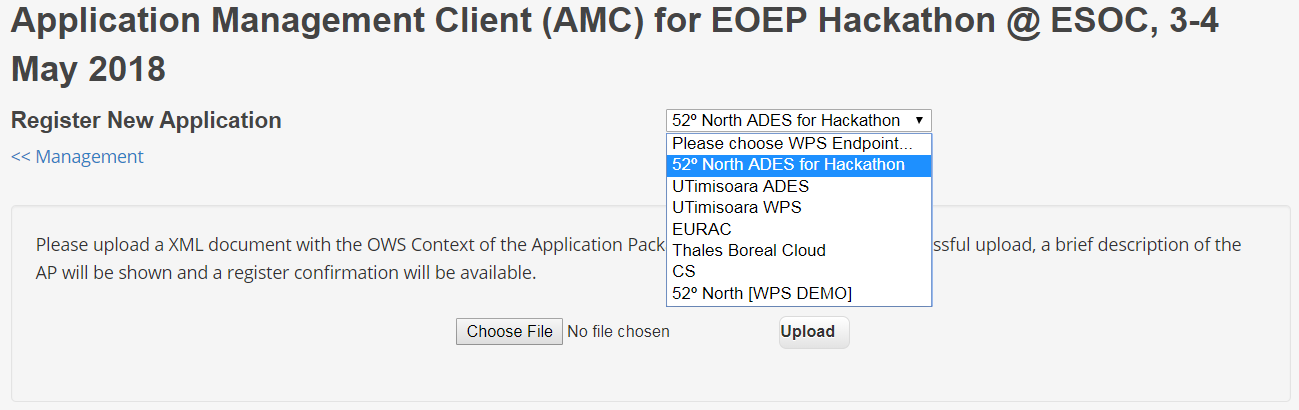 Application Management Client (AMC) for EOEP Hackathon @ ESOC, 3-4
May 2018
Register New Application
52º North ADES for Hackathon
<< Management
Please choose WPS Endpoint...
52º North ADES for Hackathon
UTimisoara ADES
UTimisoara WPS
EURAC
Thales Boreal Cloud
CS
52º North [WPS DEMO]
Please upload a XML document with the OWS Context of the Application Pack
ssful upload, a brief description of the
AP will be shown and a register confirmation will be available.
Choose File No file chosen
Upload